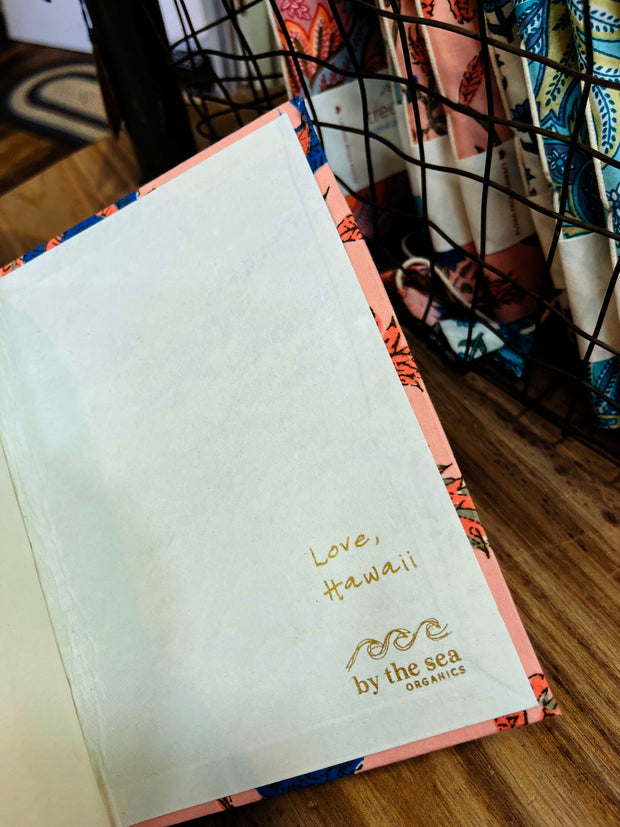 Love,
Hawaii
by the sea
ORGANICS